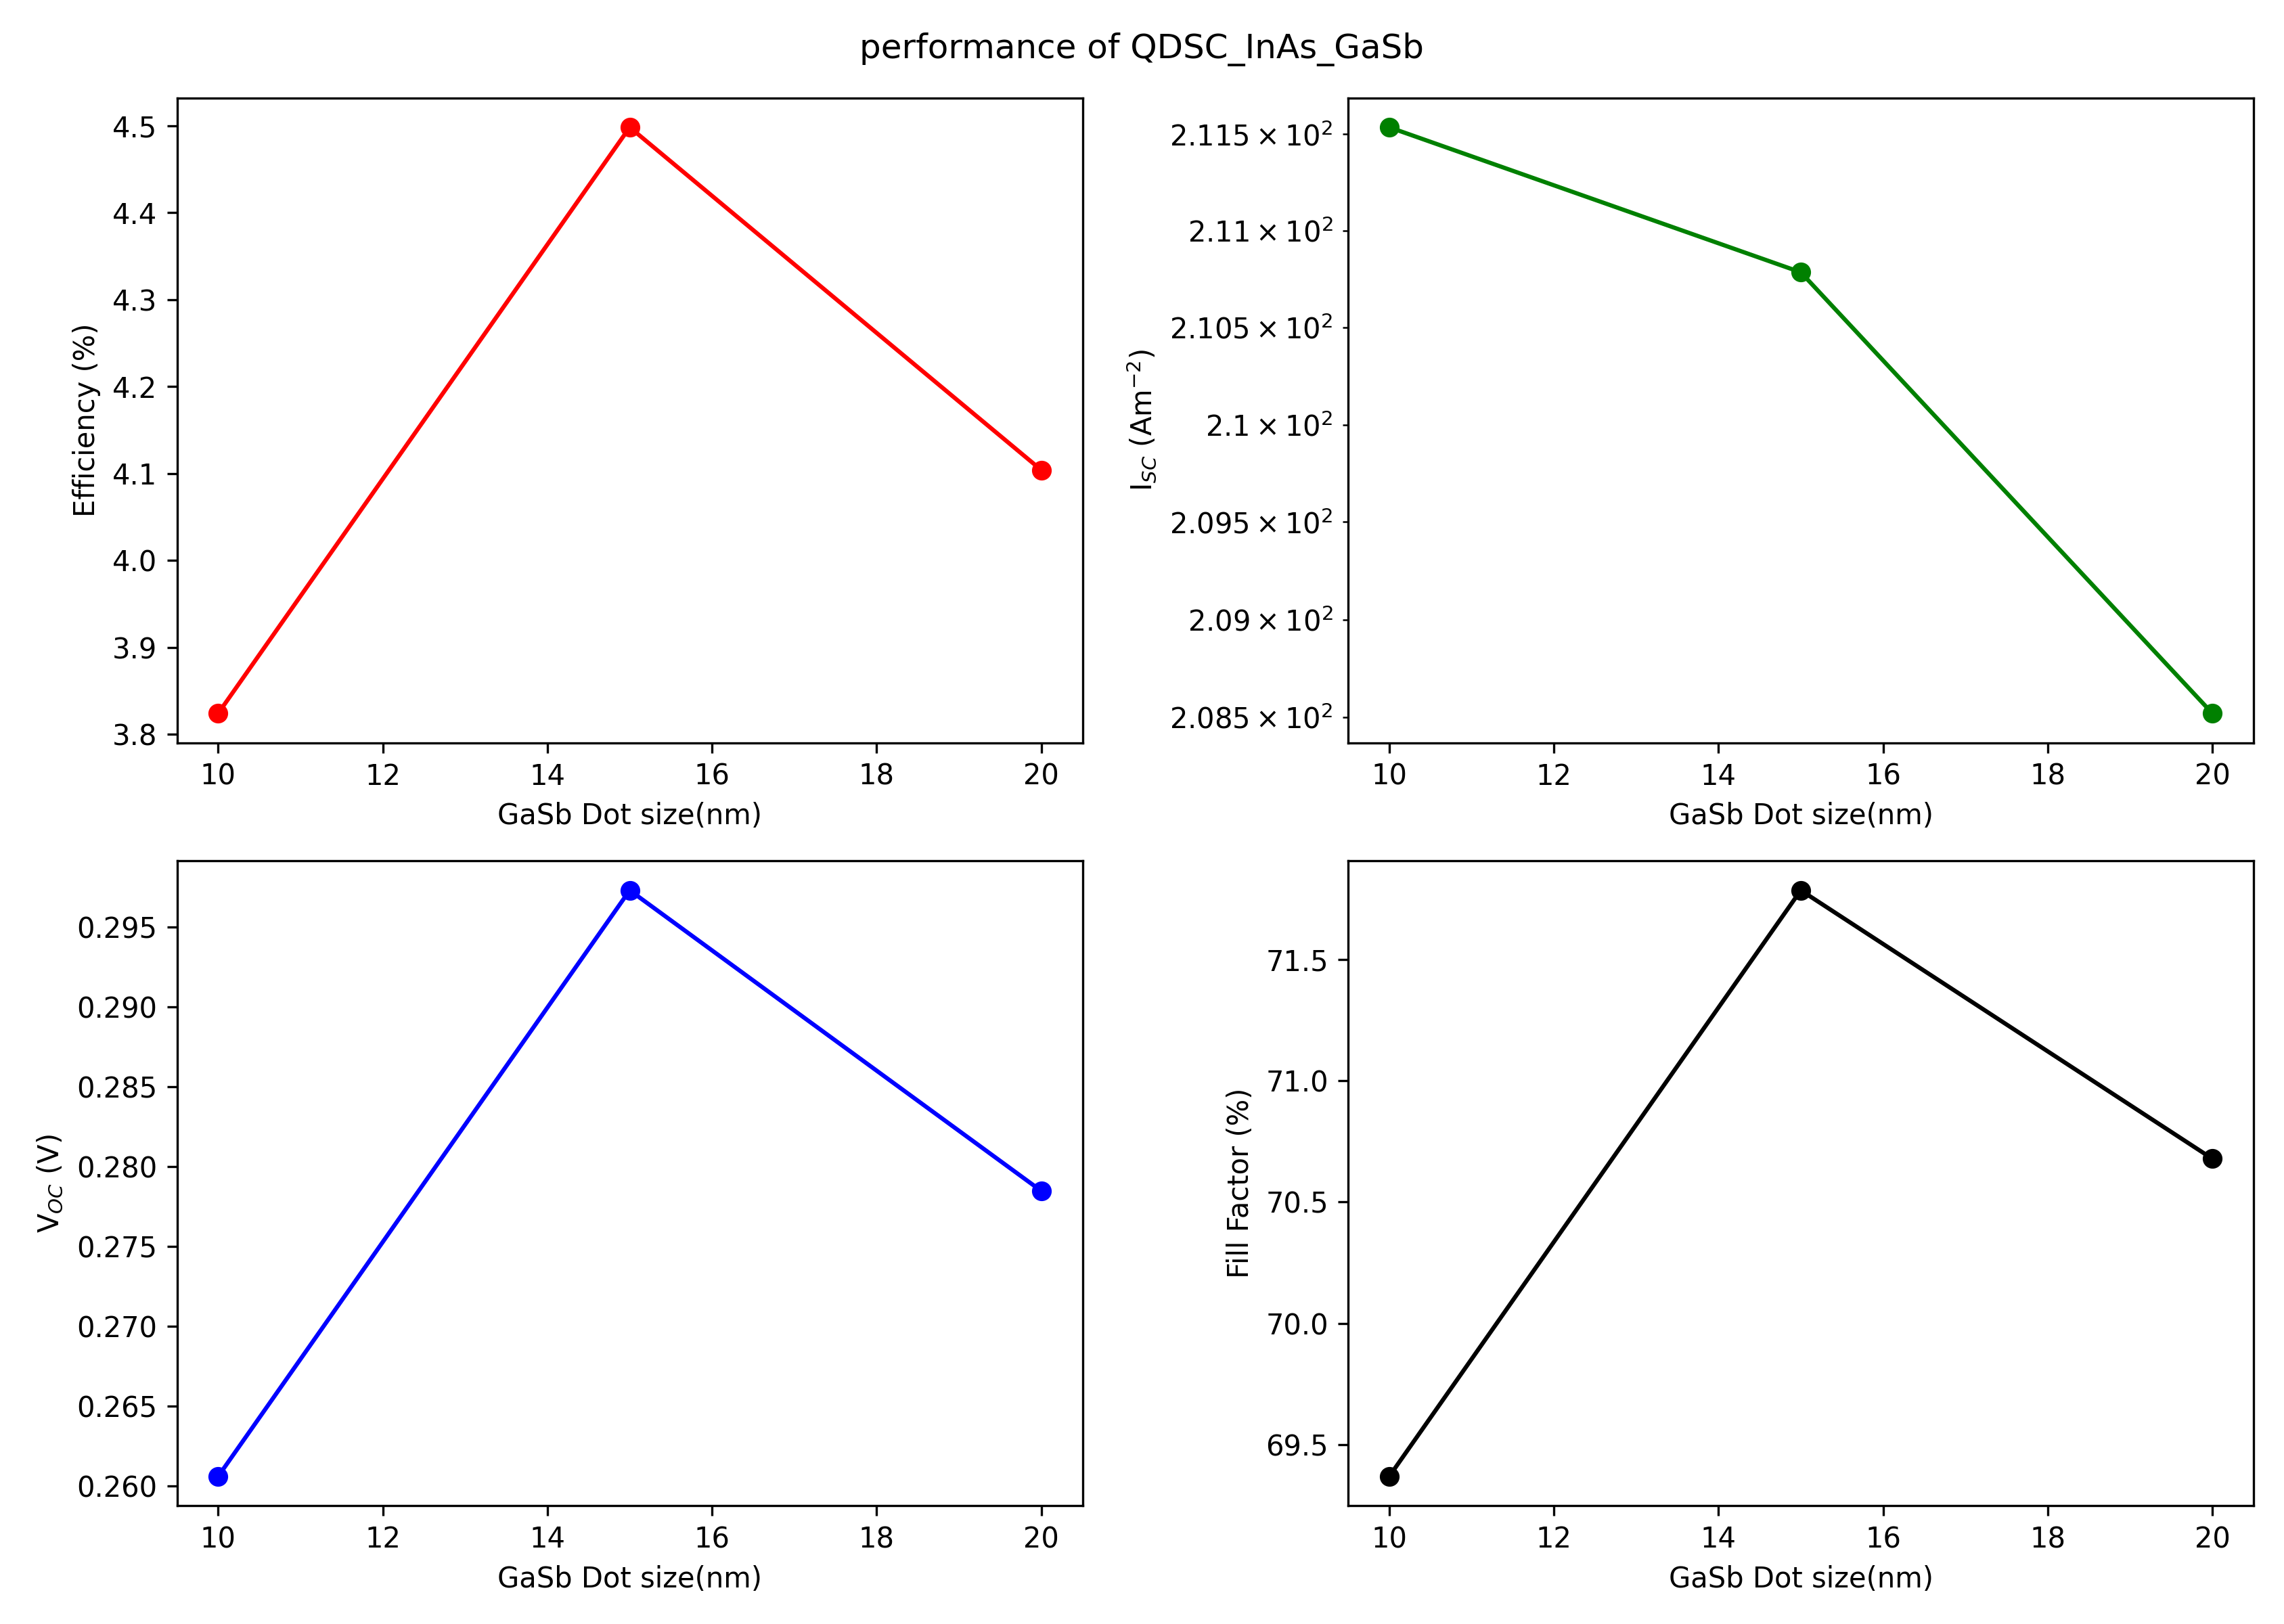 performance of QDSC_InAs_GaSb
Efficiency (%)
4.5
4.4
4.3
4.2
4.1
4.0
3.9
3.8
10 12 14 16 18 20
GaSb Dot size(nm)
I_SC (Am⁻²)
2.115 × 10²
2.11 × 10²
2.105 × 10²
2.1 × 10²
2.095 × 10²
2.09 × 10²
2.085 × 10²
10 12 14 16 18 20
GaSb Dot size(nm)
V_OC (V)
0.295
0.290
0.285
0.280
0.275
0.270
0.265
0.260
10 12 14 16 18 20
GaSb Dot size(nm)
Fill Factor (%)
71.5
71.0
70.5
70.0
69.5
10 12 14 16 18 20
GaSb Dot size(nm)